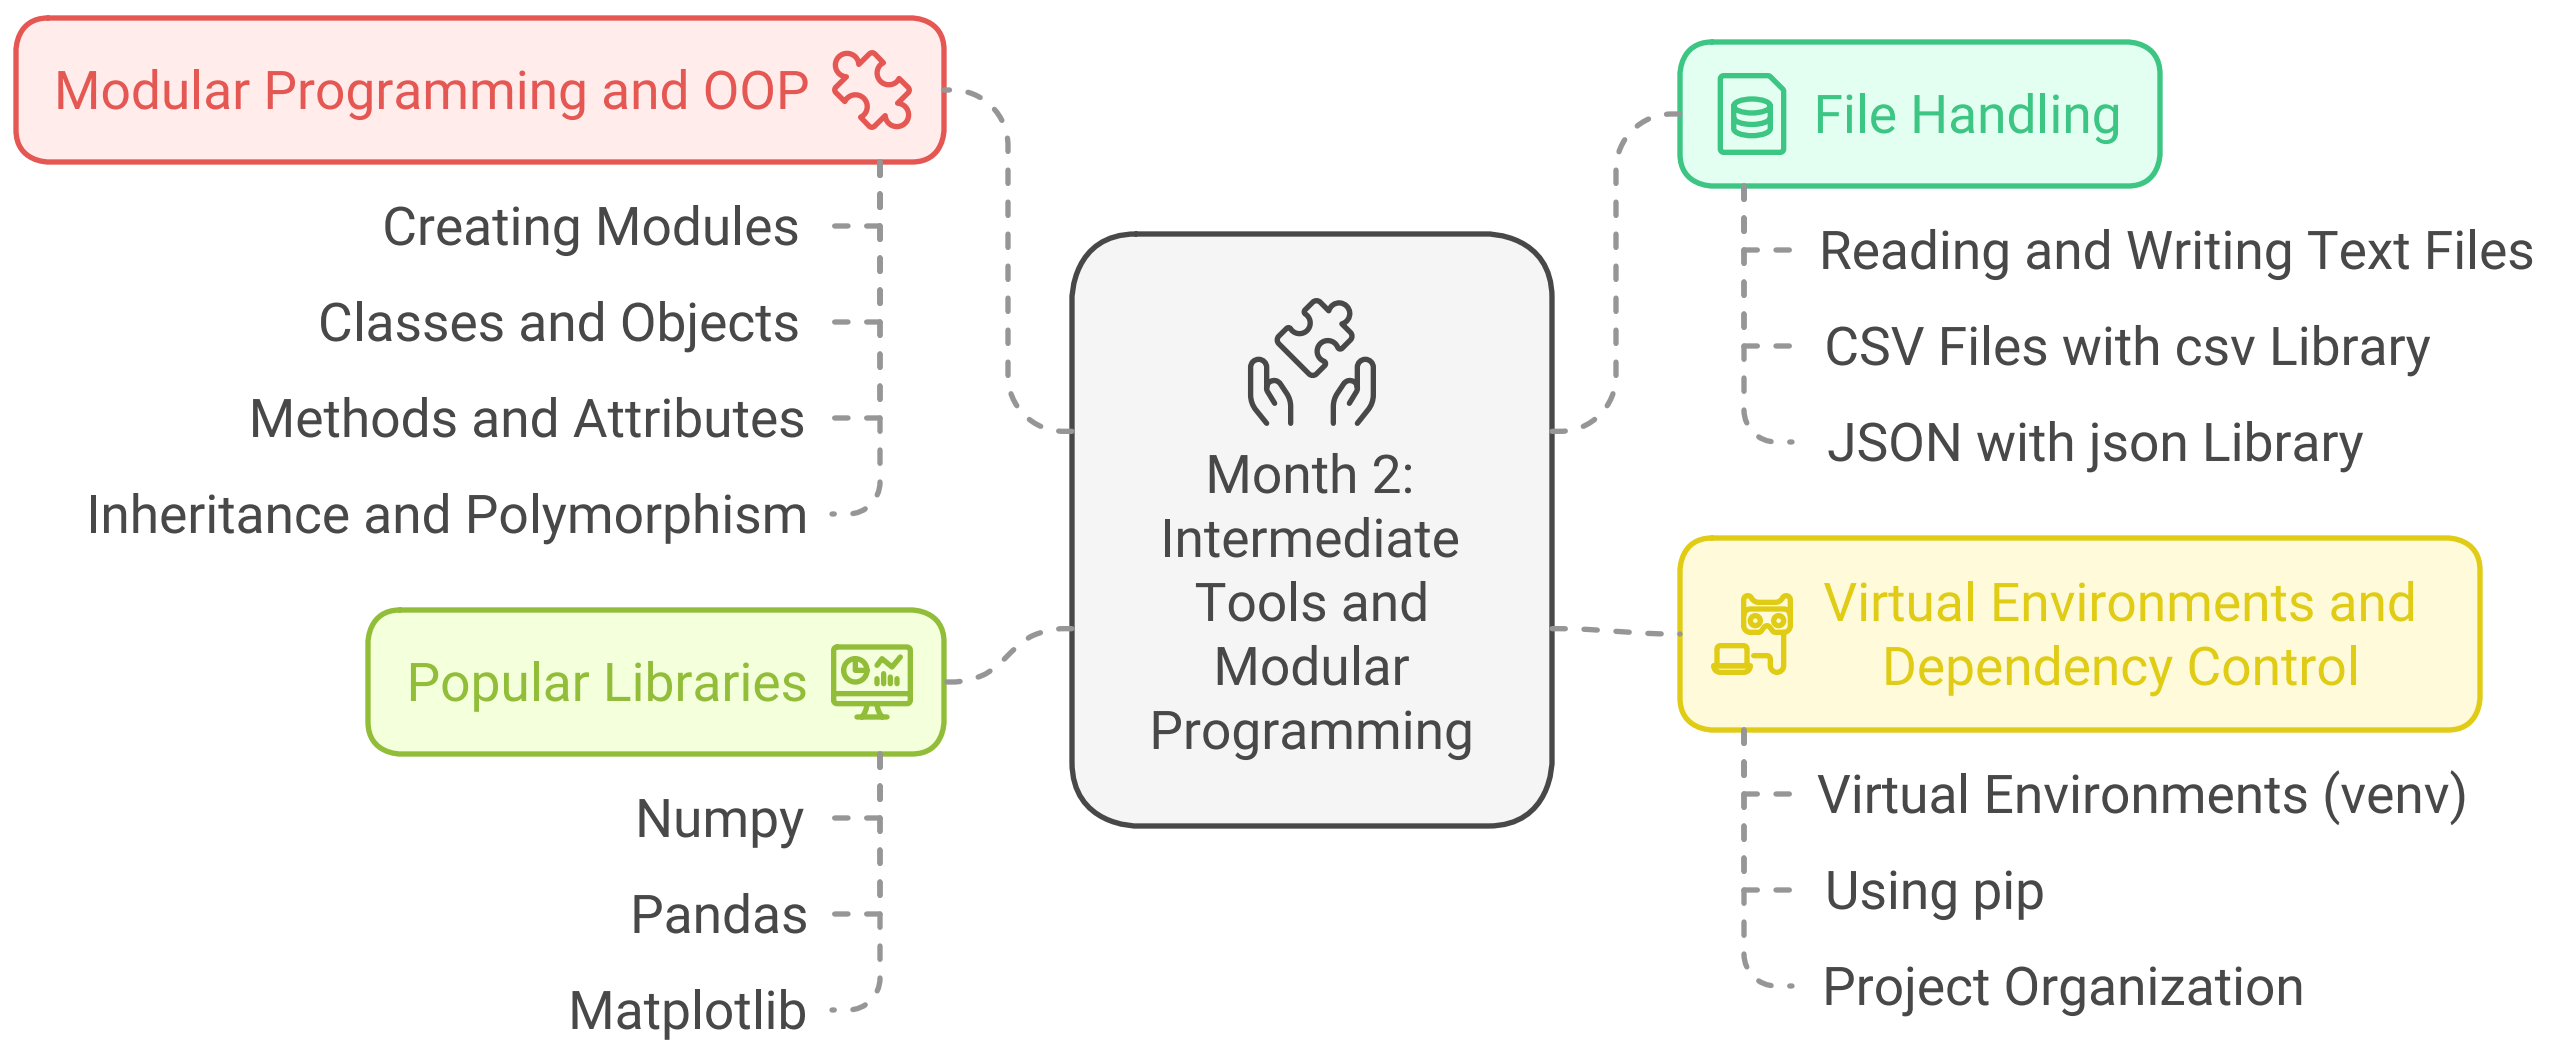 Modular Programming and OOP
Creating Modules
Classes and Objects
Methods and Attributes
Inheritance and Polymorphism
Popular Libraries
Numpy
Pandas
Matplotlib
Month 2:
Intermediate
Tools and
Modular
Programming
File Handling
Reading and Writing Text Files
CSV Files with csv Library
JSON with json Library
Virtual Environments and
Dependency Control
Virtual Environments (venv)
Using pip
Project Organization